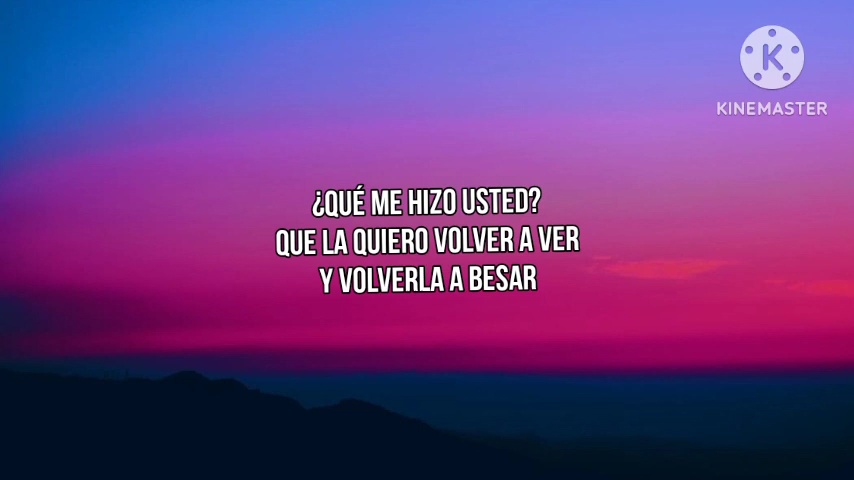 KINEMASTER
¿QUÉ ME HIZO USTED?
QUE LA QUIERO VOLVER A VER
Y VOLVERLA A BESAR